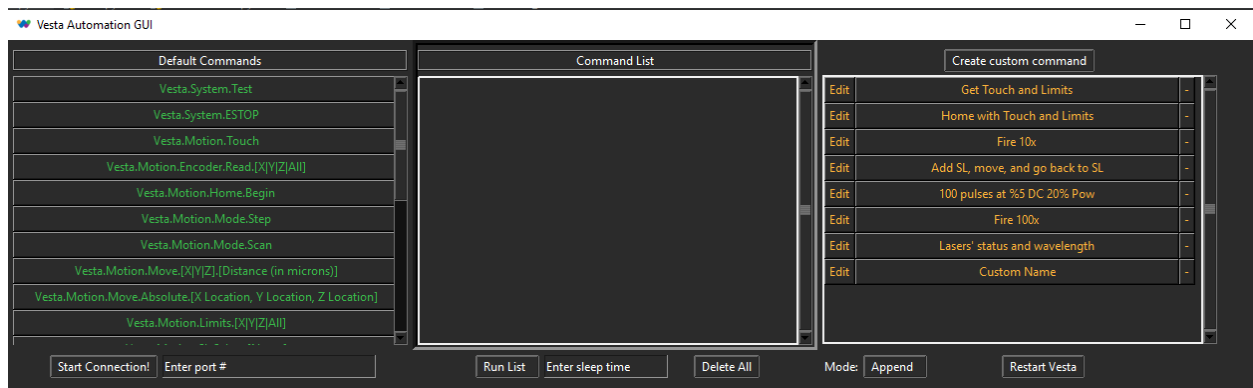 Vesta Automation GUI
Default Commands
Vesta.System.Test
Vesta.System.ESTOP
Vesta.Motion.Touch
Vesta.Motion.Encoder.Read.[X|Y|Z|All]
Vesta.Motion.Home.Begin
Vesta.Motion.Mode.Step
Vesta.Motion.Mode.Scan
Vesta.Motion.Move.[X|Y|Z].[Distance (in microns)]
Vesta.Motion.Move.Absolute.[X Location, Y Location, Z Location]
Vesta.Motion.Limits.[X|Y|Z|All]
Start Connection! Enter port #
Command List
Run List Enter sleep time Delete All
Create custom command
Edit Get Touch and Limits -
Edit Home with Touch and Limits -
Edit Fire 10x -
Edit Add SL, move, and go back to SL -
Edit 100 pulses at %5 DC 20% Pow -
Edit Fire 100x -
Edit Lasers' status and wavelength -
Edit Custom Name -
Mode: Append Restart Vesta